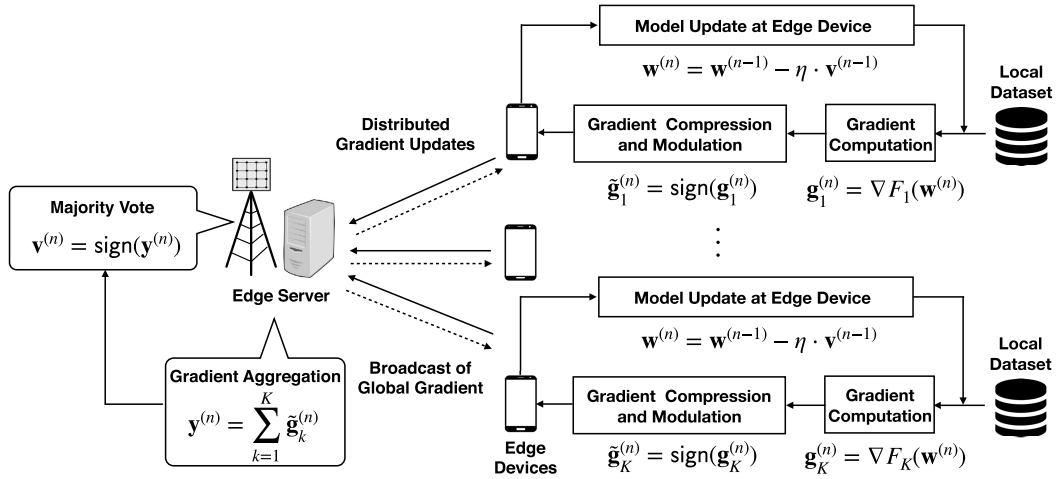 Model Update at Edge Device
w^(n) = w^(n−1) − η · v^(n−1)
Local
Dataset
Distributed
Gradient Updates
Gradient Compression
and Modulation
Gradient
Computation
g̃_1^(n) = sign(g_1^(n))
g_1^(n) = ∇F_1(w^(n))
Majority Vote
v^(n) = sign(y^(n))
Edge Server
⋮
Model Update at Edge Device
w^(n) = w^(n−1) − η · v^(n−1)
Local
Dataset
Broadcast of
Global Gradient
Gradient Aggregation
y^(n) = ∑_{k=1}^{K} g̃_k^(n)
Gradient Compression
and Modulation
Gradient
Computation
Edge
Devices
g̃_K^(n) = sign(g_K^(n))
g_K^(n) = ∇F_K(w^(n))